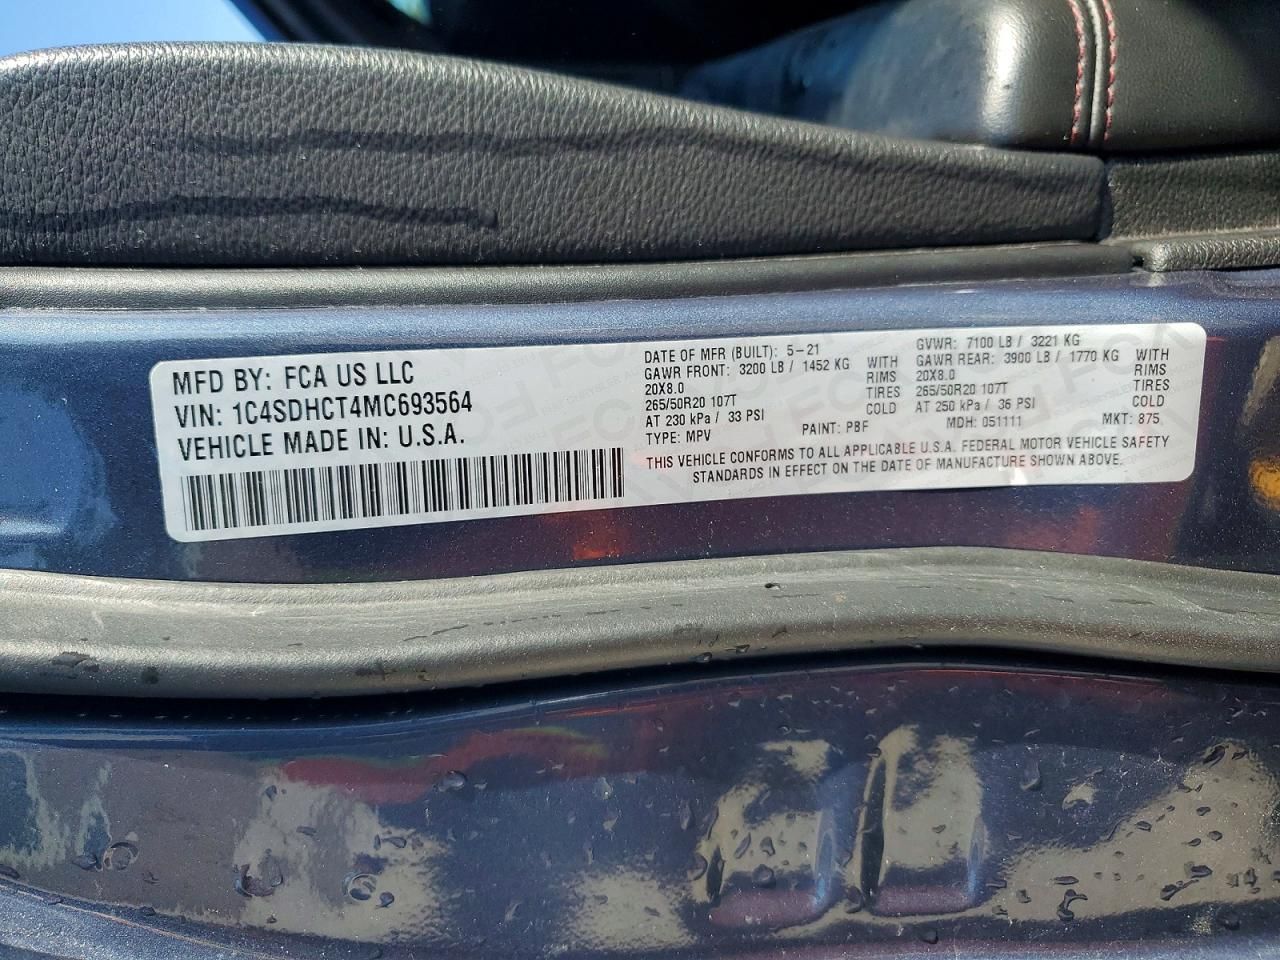 MFD BY: FCA US LLC
VIN: 1C4SDHCT4MC693564
VEHICLE MADE IN: U.S.A.
DATE OF MFR (BUILT): 5-21
GAWR FRONT: 3200 LB / 1452 KG WITH
20X8.0 RIMS
265/50R20 107T TIRES
AT 230 kPa / 33 PSI COLD
TYPE: MPV PAINT: PBF
GVWR: 7100 LB / 3221 KG
GAWR REAR: 3900 LB / 1770 KG WITH
20X8.0 RIMS
265/50R20 107T TIRES
AT 250 kPa / 36 PSI COLD
MDH: 051111 MKT: 875
THIS VEHICLE CONFORMS TO ALL APPLICABLE U.S.A. FEDERAL MOTOR VEHICLE SAFETY
STANDARDS IN EFFECT ON THE DATE OF MANUFACTURE SHOWN ABOVE.